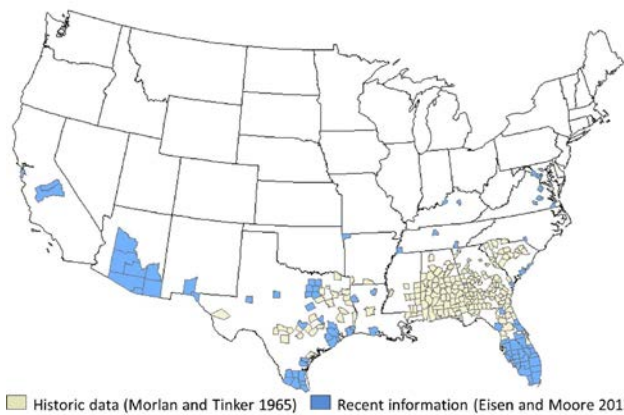 Historic data (Morlan and Tinker 1965) Recent information (Eisen and Moore 201